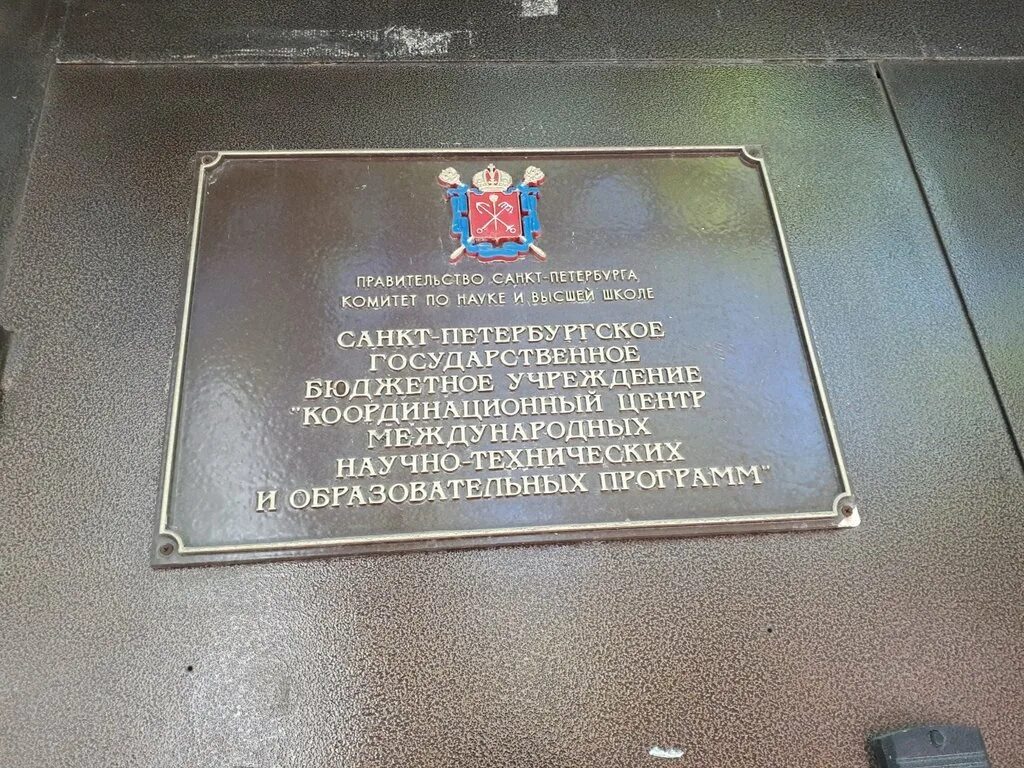 ПРАВИТЕЛЬСТВО САНКТ-ПЕТЕРБУРГА
КОМИТЕТ ПО НАУКЕ И ВЫСШЕЙ ШКОЛЕ
САНКТ-ПЕТЕРБУРГСКОЕ
ГОСУДАРСТВЕННОЕ
БЮДЖЕТНОЕ УЧРЕЖДЕНИЕ
"КООРДИНАЦИОННЫЙ ЦЕНТР
МЕЖДУНАРОДНЫХ
НАУЧНО-ТЕХНИЧЕСКИХ
И ОБРАЗОВАТЕЛЬНЫХ ПРОГРАММ"